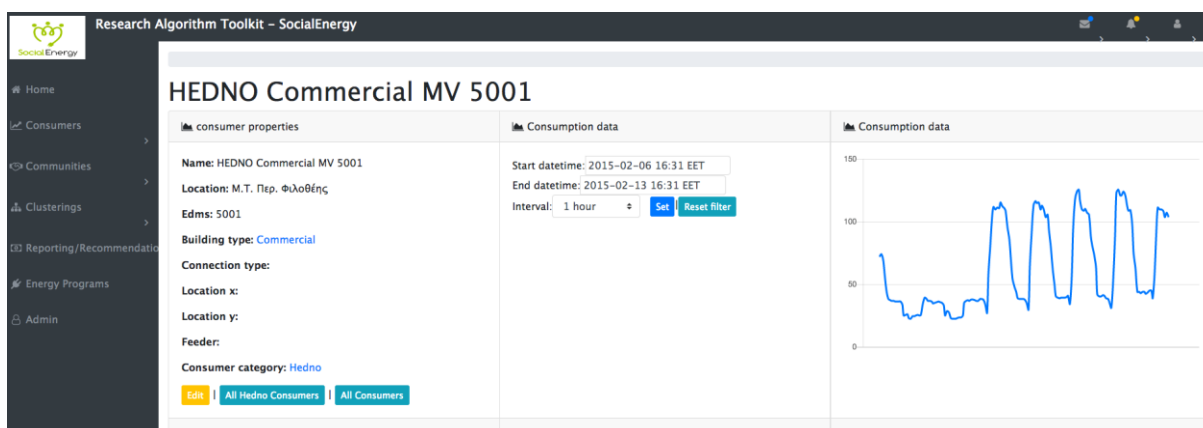 Research Algorithm Toolkit - SocialEnergy
SocialEnergy
Home
Consumers
Communities
Clusterings
Reporting/Recommendatio
Energy Programs
Admin
HEDNO Commercial MV 5001
consumer properties
Name: HEDNO Commercial MV 5001
Location: Μ.Τ. Περ. Φιλοθέης
Edms: 5001
Building type: Commercial
Connection type:
Location x:
Location y:
Feeder:
Consumer category: Hedno
Edit | All Hedno Consumers | All Consumers
Consumption data
Start datetime: 2015-02-06 16:31 EET
End datetime: 2015-02-13 16:31 EET
Interval: 1 hour Set | Reset filter
Consumption data
150
100
50
0